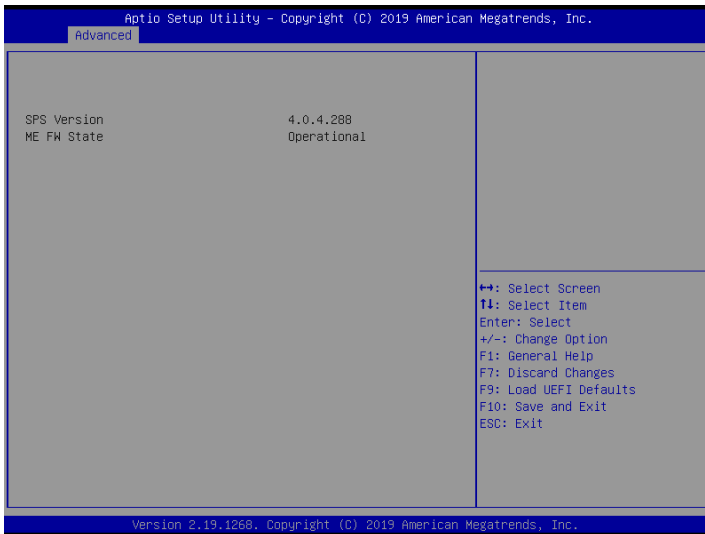 Aptio Setup Utility – Copyright (C) 2019 American Megatrends, Inc.
Advanced
SPS Version 4.0.4.288
ME FW State Operational
↔: Select Screen
↑↓: Select Item
Enter: Select
+/-: Change Option
F1: General Help
F7: Discard Changes
F9: Load UEFI Defaults
F10: Save and Exit
ESC: Exit
Version 2.19.1268. Copyright (C) 2019 American Megatrends, Inc.